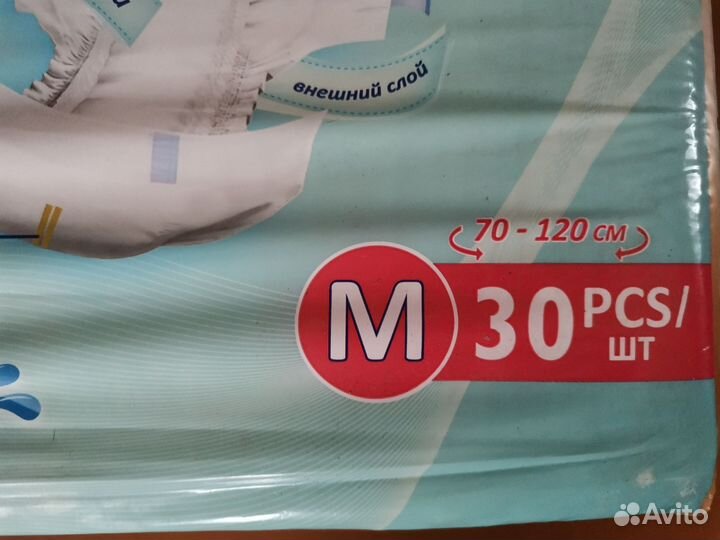 внешний слой
70 - 120 см
M
30 PCS/
шт
Avito